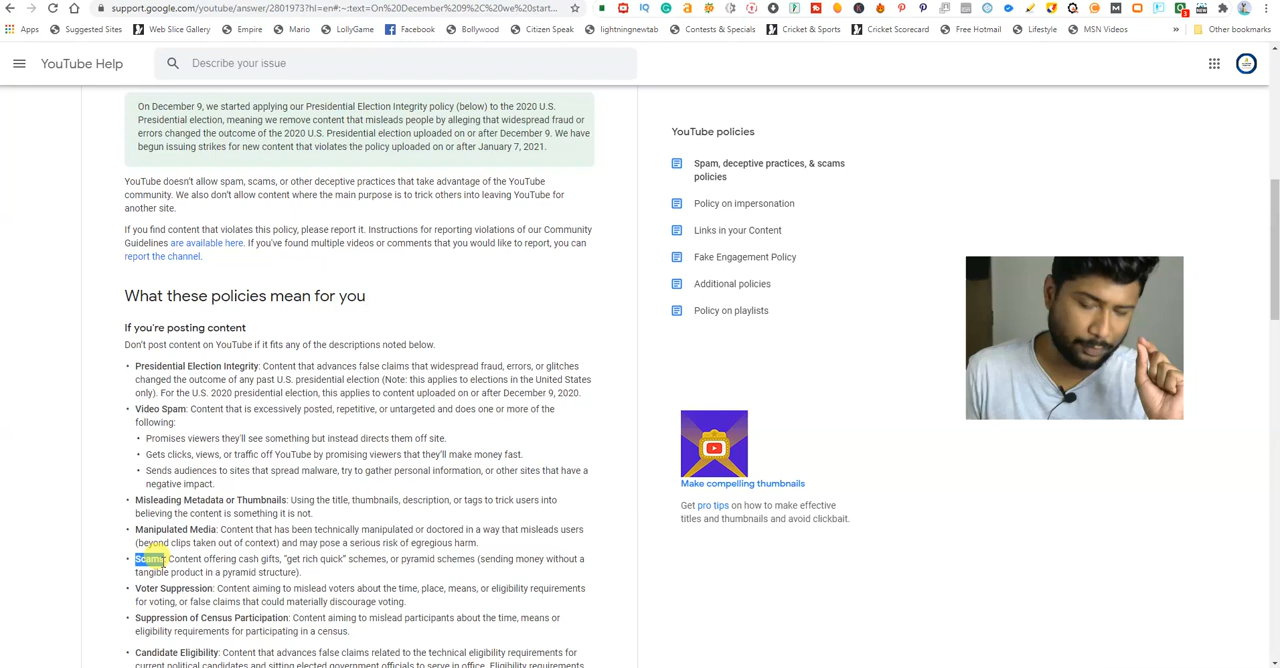 support.google.com/youtube/answer/2801973?hl=en#:~:text=On%20December%209%2C%20we%20start...
Apps
Suggested Sites
Web Slice Gallery
Empire
Mario
LollyGame
Facebook
Bollywood
Citizen Speak
lightningnewtab
Contests & Specials
Cricket & Sports
Cricket Scorecard
Free Hotmail
Lifestyle
MSN Videos
»
Other bookmarks
YouTube Help
Describe your issue
On December 9, we started applying our Presidential Election Integrity policy (below) to the 2020 U.S.
Presidential election, meaning we remove content that misleads people by alleging that widespread fraud or
errors changed the outcome of the 2020 U.S. Presidential election uploaded on or after December 9. We have
begun issuing strikes for new content that violates the policy uploaded on or after January 7, 2021.
YouTube doesn't allow spam, scams, or other deceptive practices that take advantage of the YouTube
community. We also don't allow content where the main purpose is to trick others into leaving YouTube for
another site.
If you find content that violates this policy, please report it. Instructions for reporting violations of our Community
Guidelines are available here. If you've found multiple videos or comments that you would like to report, you can
report the channel.
What these policies mean for you
If you're posting content
Don't post content on YouTube if it fits any of the descriptions noted below.
• Presidential Election Integrity: Content that advances false claims that widespread fraud, errors, or glitches
changed the outcome of any past U.S. presidential election (Note: this applies to elections in the United States
only). For the U.S. 2020 presidential election, this applies to content uploaded on or after December 9, 2020.
• Video Spam: Content that is excessively posted, repetitive, or untargeted and does one or more of the
following:
• Promises viewers they'll see something but instead directs them off site.
• Gets clicks, views, or traffic off YouTube by promising viewers that they'll make money fast.
• Sends audiences to sites that spread malware, try to gather personal information, or other sites that have a
negative impact.
• Misleading Metadata or Thumbnails: Using the title, thumbnails, description, or tags to trick users into
believing the content is something it is not.
• Manipulated Media: Content that has been technically manipulated or doctored in a way that misleads users
(beyond clips taken out of context) and may pose a serious risk of egregious harm.
• Scams: Content offering cash gifts, "get rich quick" schemes, or pyramid schemes (sending money without a
tangible product in a pyramid structure).
• Voter Suppression: Content aiming to mislead voters about the time, place, means, or eligibility requirements
for voting, or false claims that could materially discourage voting.
• Suppression of Census Participation: Content aiming to mislead participants about the time, means or
eligibility requirements for participating in a census.
• Candidate Eligibility: Content that advances false claims related to the technical eligibility requirements for
current political candidates and sitting elected government officials to serve in office. Eligibility requirements
YouTube policies
Spam, deceptive practices, & scams
policies
Policy on impersonation
Links in your Content
Fake Engagement Policy
Additional policies
Policy on playlists
Make compelling thumbnails
Get pro tips on how to make effective
titles and thumbnails and avoid clickbait.